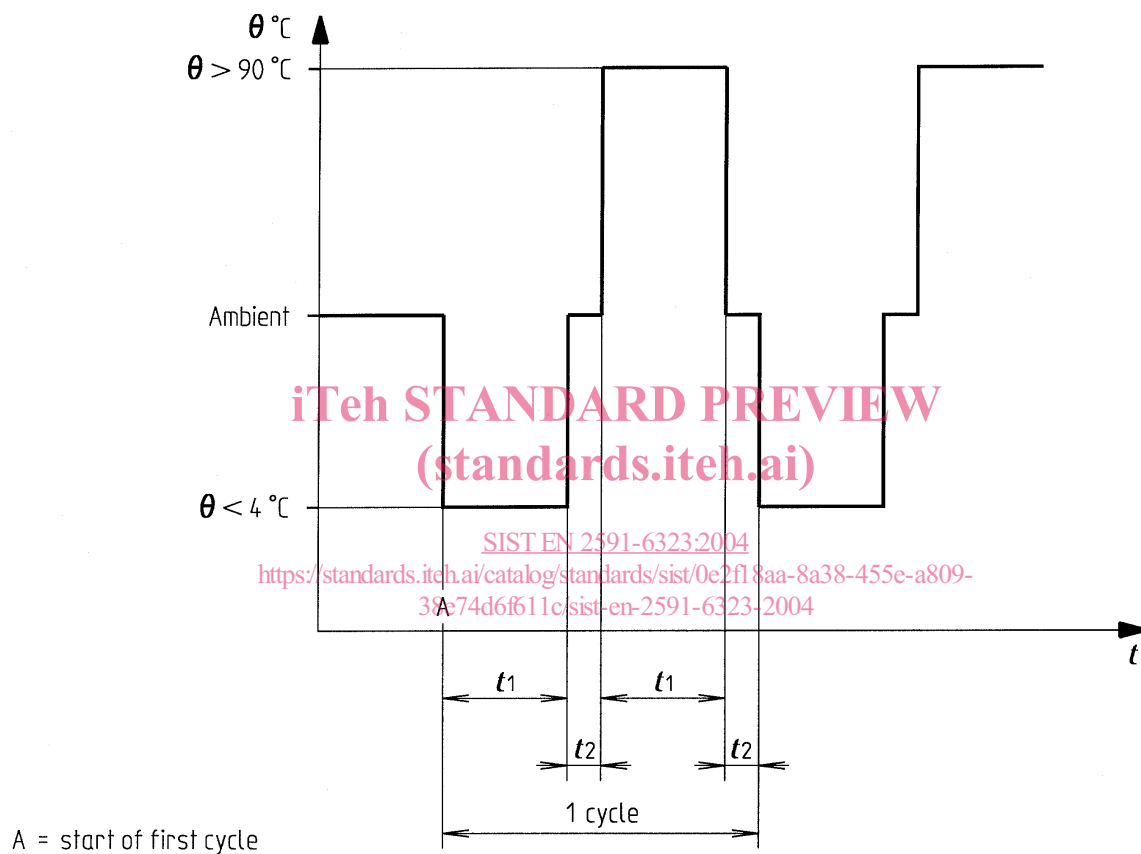 θ °C
θ > 90 °C
Ambient
iTeh STANDARD PREVIEW
(standards.iteh.ai)
θ < 4 °C
SIST EN 2591-6323:2004
https://standards.iteh.ai/catalog/standards/sist/0e2f18aa-8a38-455e-a809-
38e74d6f611c/sist-en-2591-6323-2004
A
t
t1 t1
t2 t2
1 cycle
A = start of first cycle